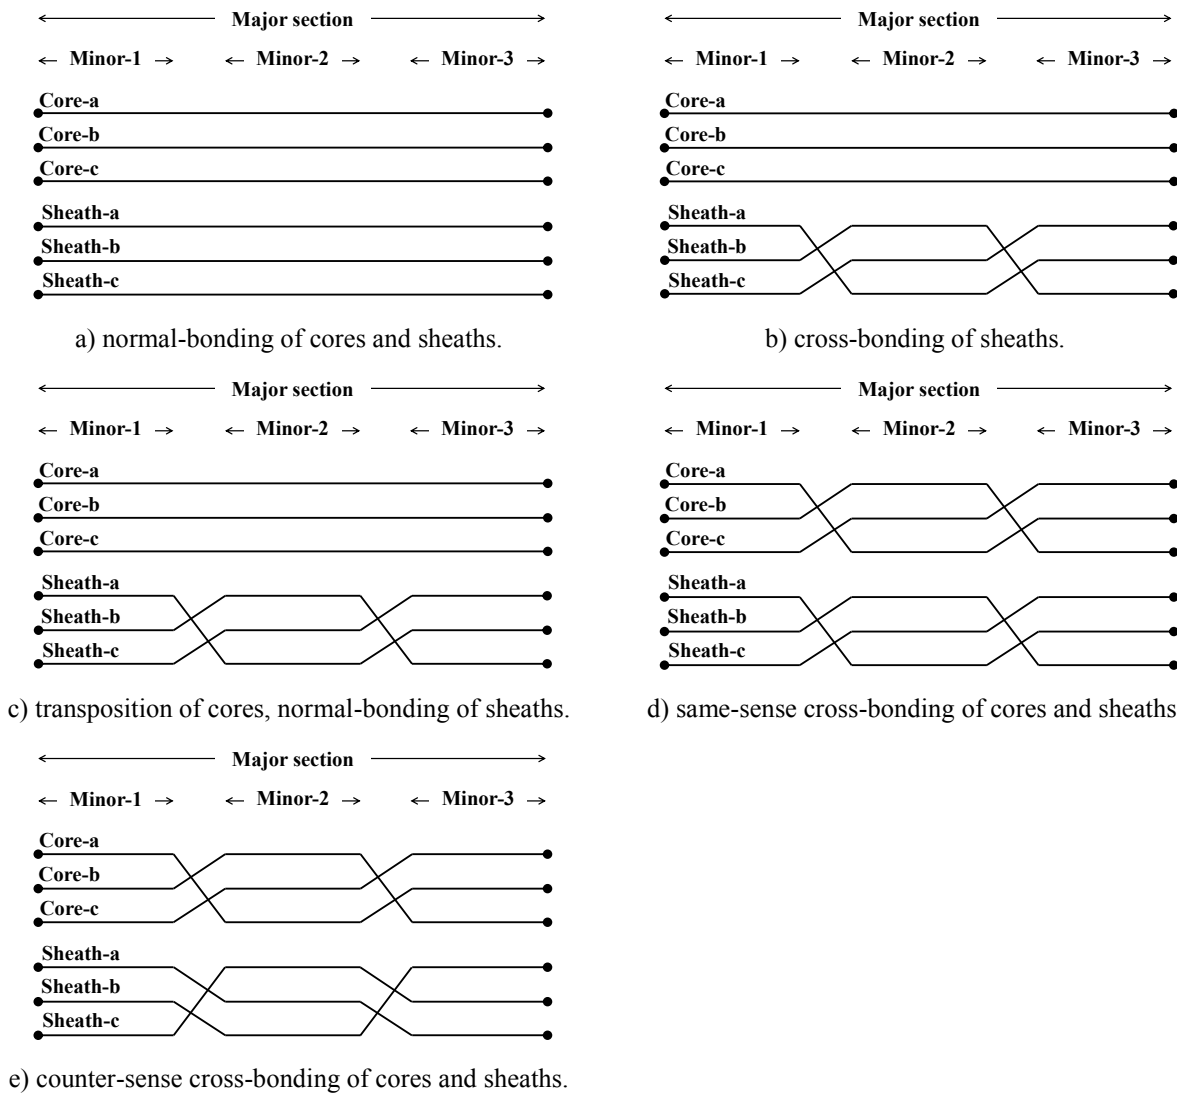 Major section
Minor-1 Minor-2 Minor-3
Core-a
Core-b
Core-c
Sheath-a
Sheath-b
Sheath-c
a) normal-bonding of cores and sheaths.
Major section
Minor-1 Minor-2 Minor-3
Core-a
Core-b
Core-c
Sheath-a
Sheath-b
Sheath-c
b) cross-bonding of sheaths.
Major section
Minor-1 Minor-2 Minor-3
Core-a
Core-b
Core-c
Sheath-a
Sheath-b
Sheath-c
c) transposition of cores, normal-bonding of sheaths.
Major section
Minor-1 Minor-2 Minor-3
Core-a
Core-b
Core-c
Sheath-a
Sheath-b
Sheath-c
d) same-sense cross-bonding of cores and sheaths
Major section
Minor-1 Minor-2 Minor-3
Core-a
Core-b
Core-c
Sheath-a
Sheath-b
Sheath-c
e) counter-sense cross-bonding of cores and sheaths.